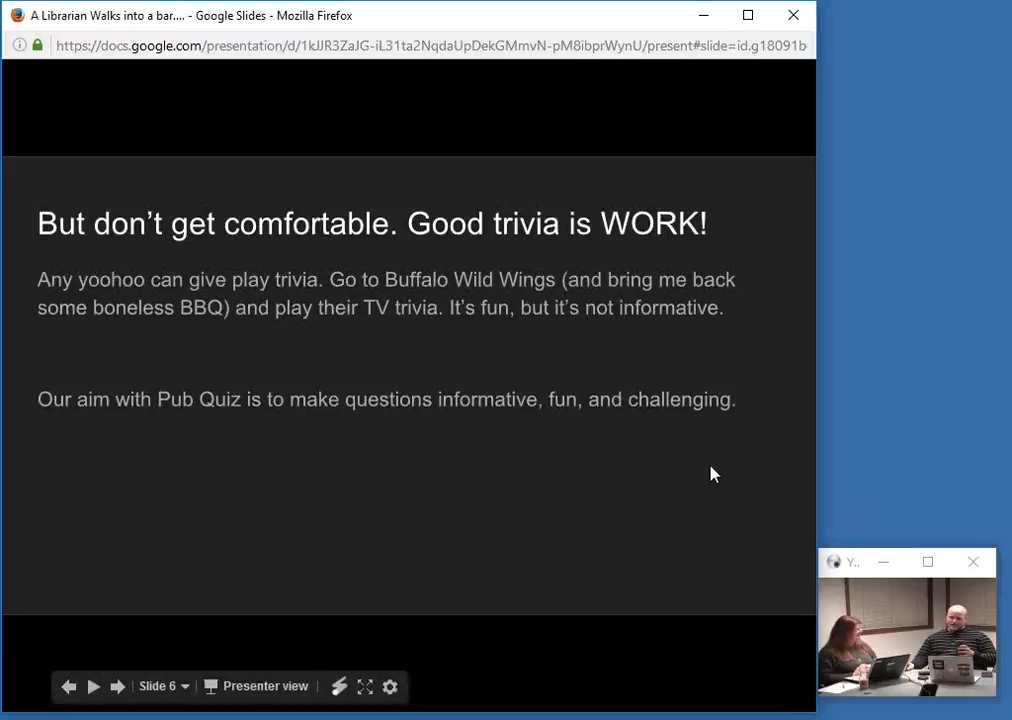 A Librarian Walks into a bar.... - Google Slides - Mozilla Firefox
https://docs.google.com/presentation/d/1kJJR3ZaJG-iL31ta2NqdaUpDekGMmvN-pM8ibprWynU/present#slide=id.g18091b
But don’t get comfortable. Good trivia is WORK!
Any yoohoo can give play trivia. Go to Buffalo Wild Wings (and bring me back
some boneless BBQ) and play their TV trivia. It’s fun, but it’s not informative.
Our aim with Pub Quiz is to make questions informative, fun, and challenging.
Y..
Slide 6
Presenter view